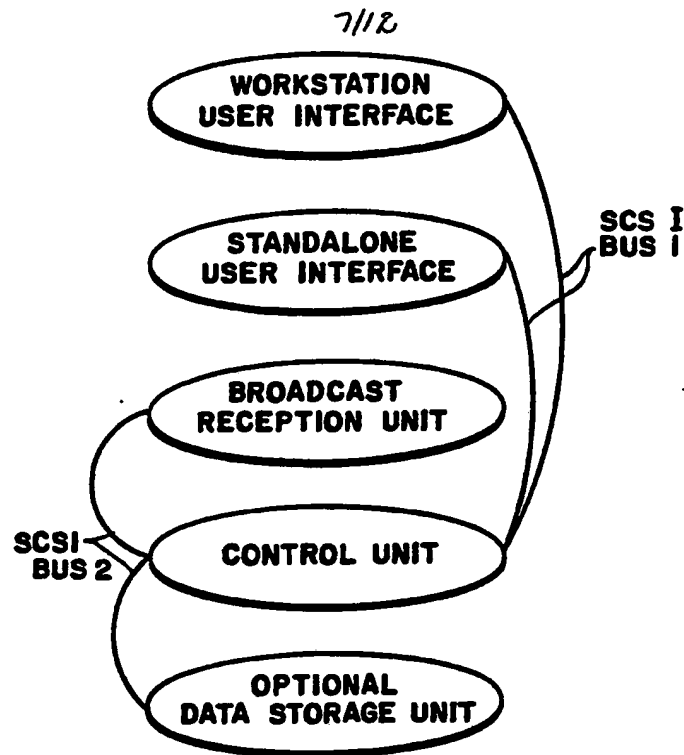 7/12
WORKSTATION
USER INTERFACE
STANDALONE
USER INTERFACE
SCS I
BUS 1
BROADCAST
RECEPTION UNIT
CONTROL UNIT
SCSI
BUS 2
OPTIONAL
DATA STORAGE UNIT